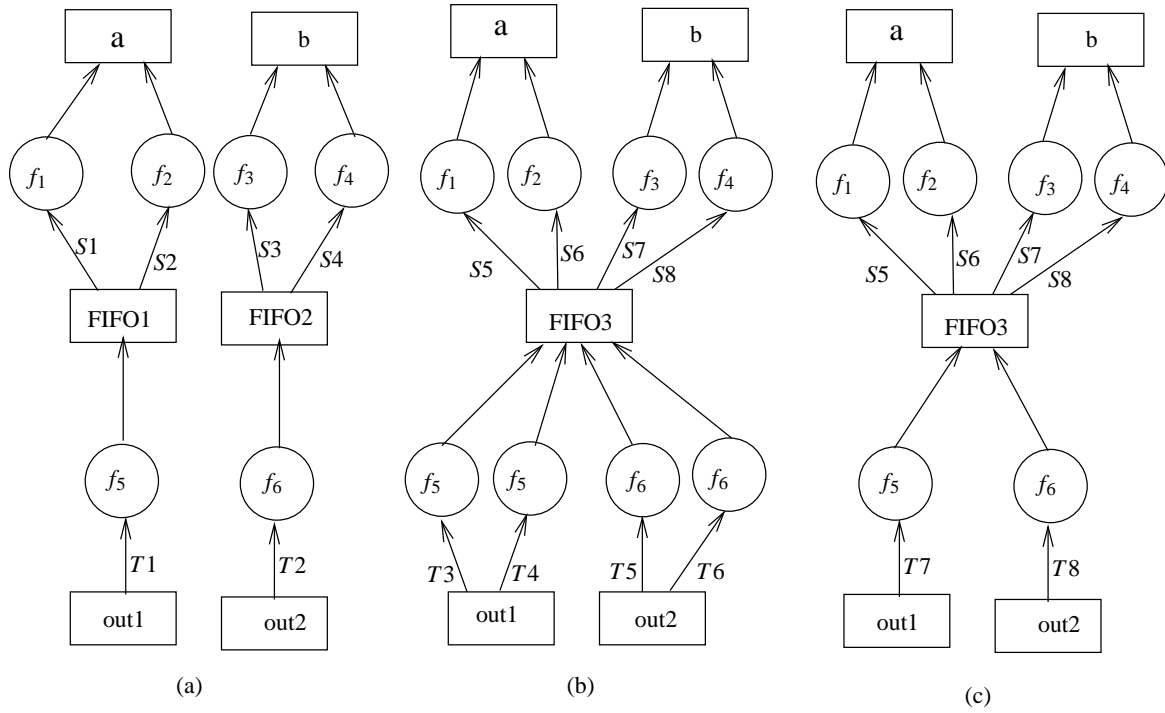 a b
f1 f2 f3 f4
S1 S2 S3 S4
FIFO1 FIFO2
f5 f6
T1 T2
out1 out2
(a)
a b
f1 f2 f3 f4
S5 S6 S7 S8
FIFO3
f5 f5 f6 f6
T3 T4 T5 T6
out1 out2
(b)
a b
f1 f2 f3 f4
S5 S6 S7 S8
FIFO3
f5 f6
T7 T8
out1 out2
(c)